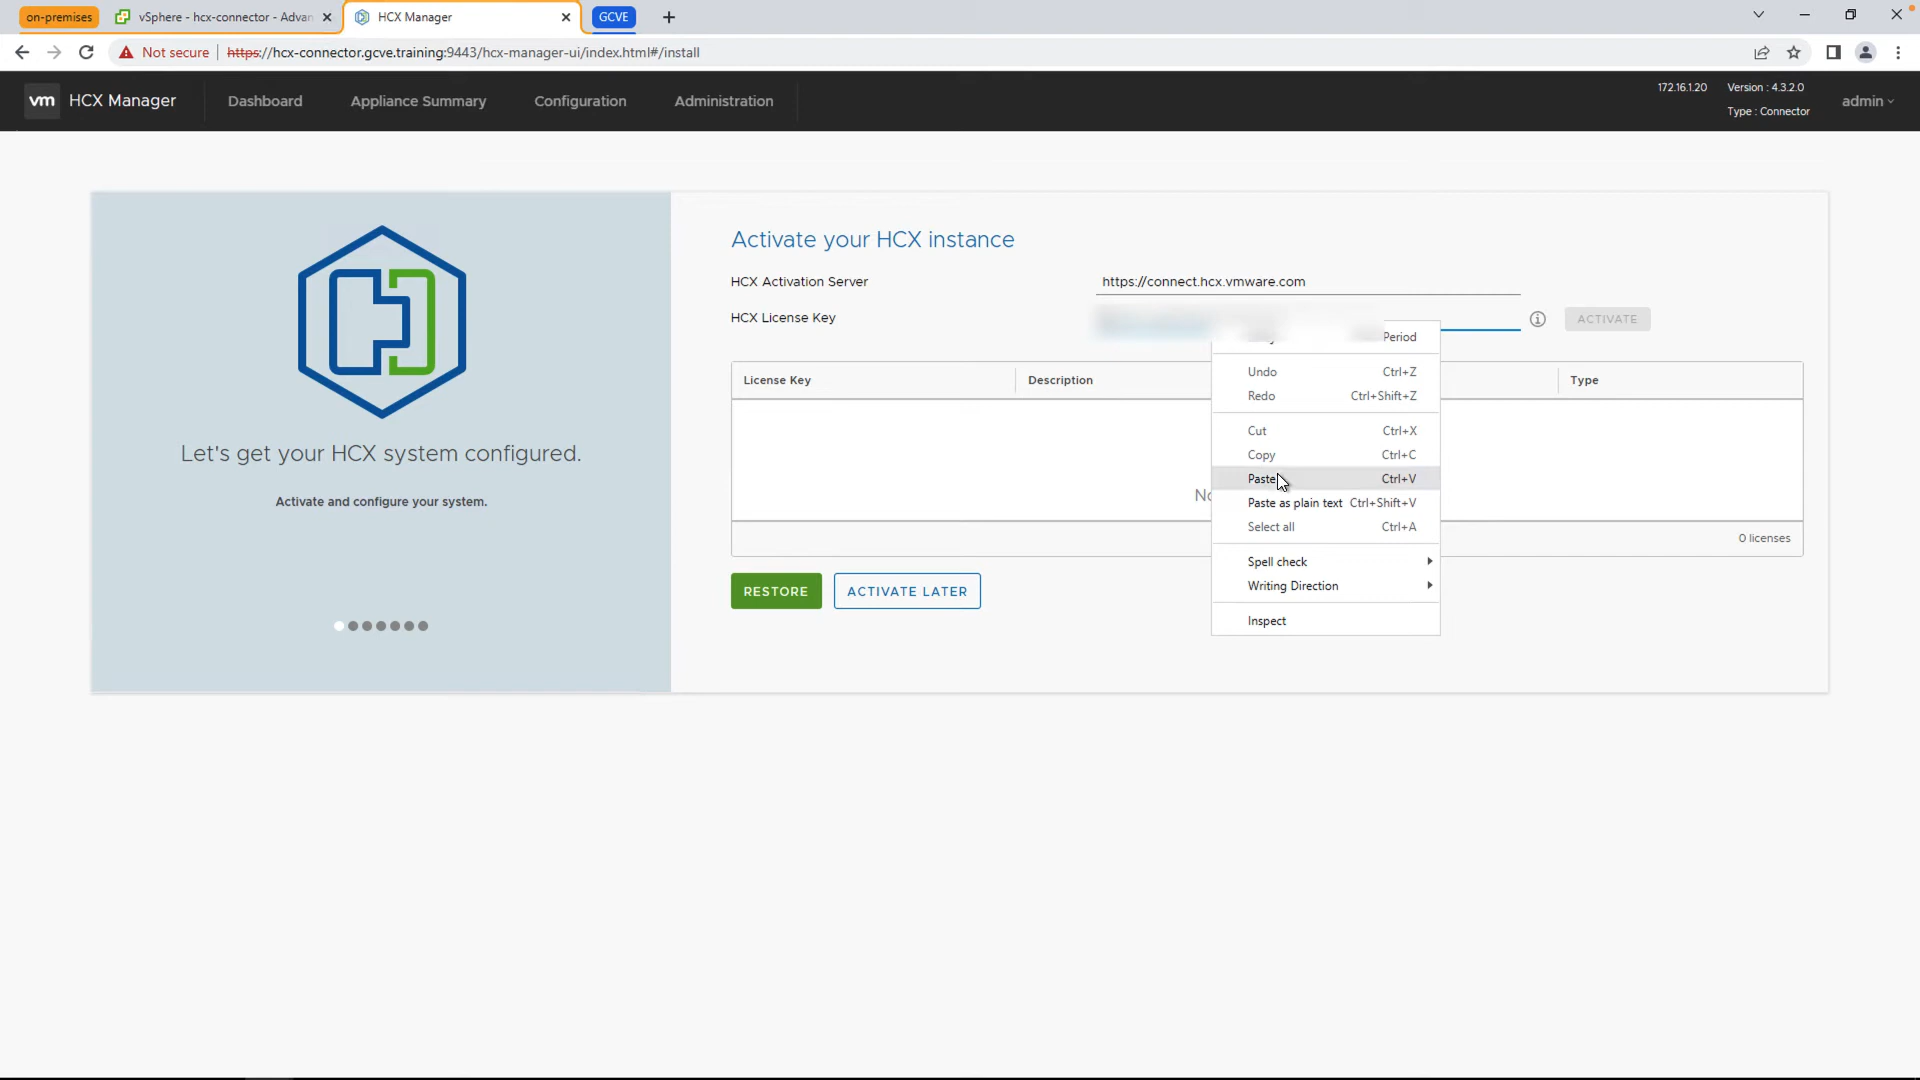 on-premises
vSphere - hcx-connector - Advan
HCX Manager
GCVE
Not secure
https://hcx-connector.gcve.training:9443/hcx-manager-ui/index.html#/install
vm HCX Manager
Dashboard
Appliance Summary
Configuration
Administration
172.16.1.20
Version : 4.3.2.0
Type : Connector
admin
Activate your HCX instance
HCX Activation Server
https://connect.hcx.vmware.com
HCX License Key
ACTIVATE
Period
License Key
Description
Type
Undo Ctrl+Z
Redo Ctrl+Shift+Z
Cut Ctrl+X
Copy Ctrl+C
Paste Ctrl+V
Paste as plain text Ctrl+Shift+V
Select all Ctrl+A
Spell check
Writing Direction
Inspect
0 licenses
RESTORE
ACTIVATE LATER
Let's get your HCX system configured.
Activate and configure your system.